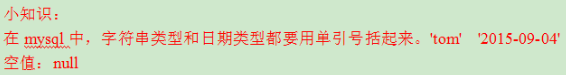 小知识：
在 mysql 中，字符串类型和日期类型都要用单引号括起来。'tom'   '2015-09-04'
空值：null